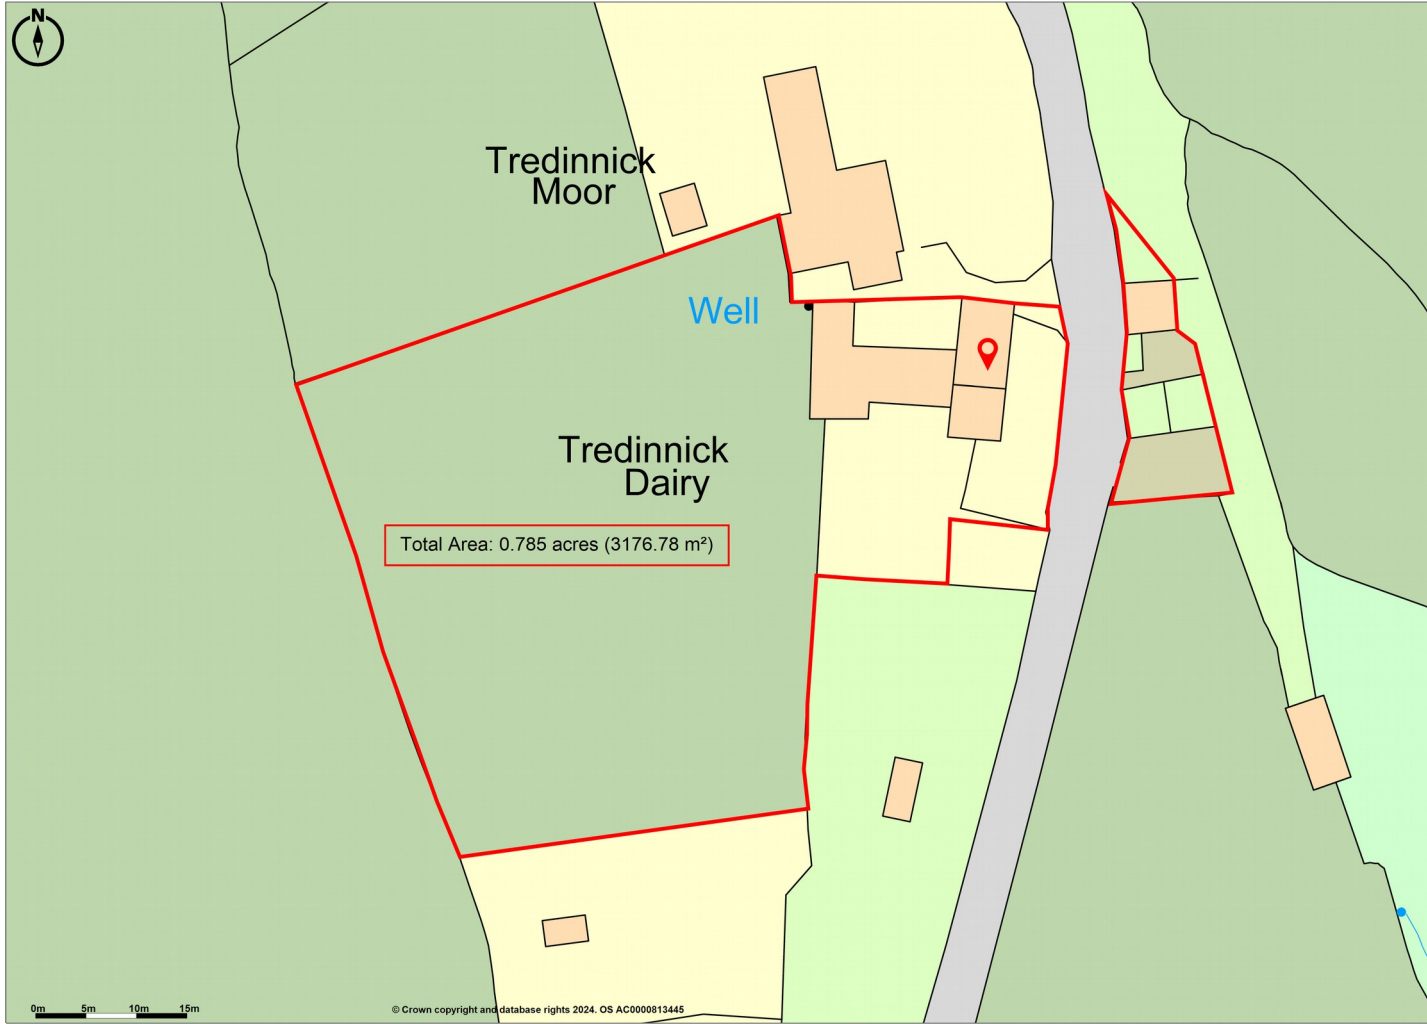 N
Tredinnick
Moor
Well
Tredinnick
Dairy
Total Area: 0.785 acres (3176.78 m²)
0m 5m 10m 15m
© Crown copyright and database rights 2024. OS AC0000813445